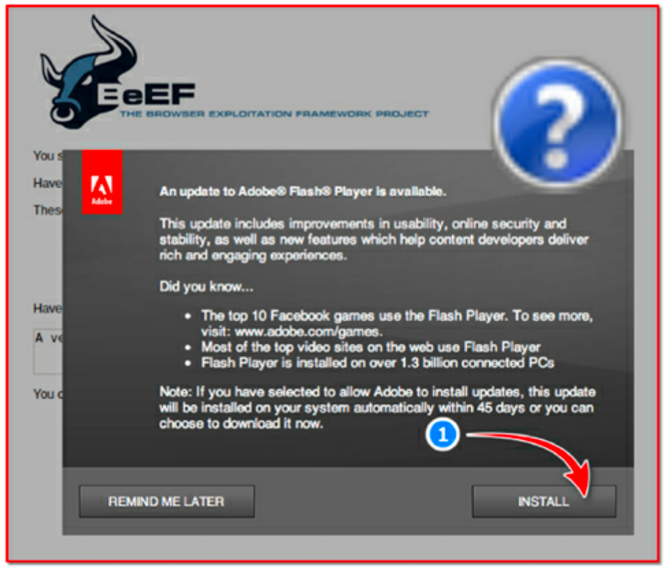 BeEF
THE BROWSER EXPLOITATION FRAMEWORK PROJECT
You s
Have
Thes
Adobe
An update to Adobe® Flash® Player is available.
This update includes improvements in usability, online security and
stability, as well as new features which help content developers deliver
rich and engaging experiences.
Did you know...
• The top 10 Facebook games use the Flash Player. To see more,
visit: www.adobe.com/games.
• Most of the top video sites on the web use Flash Player
• Flash Player is installed on over 1.3 billion connected PCs
Have
A ve
You c
Note: If you have selected to allow Adobe to install updates, this update
will be installed on your system automatically within 45 days or you can
choose to download it now.
1
REMIND ME LATER
INSTALL